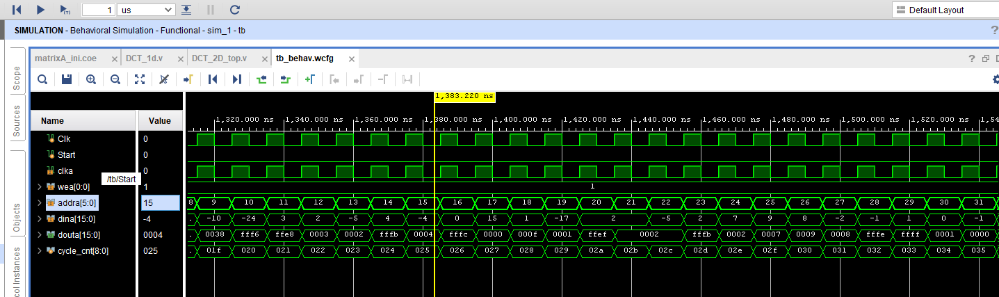 (T)
1
us
Default Layout
SIMULATION - Behavioral Simulation - Functional - sim_1 - tb
?
matrixA_ini.coe × DCT_1d.v × DCT_2D_top.v × tb_behav.wcfg ×
?
Scope
Sources
Objects
col Instances
1,383.220 ns
Name Value
1,320.000 ns 1,340.000 ns 1,360.000 ns 1,380.000 ns 1,400.000 ns 1,420.000 ns 1,440.000 ns 1,460.000 ns 1,480.000 ns 1,500.000 ns 1,520.000 ns 1,54
Clk 0
Start 0
clka 0
/tb/Start
wea[0:0] 1 1
addra[5:0] 15 8 9 10 11 12 13 14 15 16 17 18 19 20 21 22 23 24 25 26 27 28 29 30 31
dina[15:0] -4 . -10 -24 3 2 -5 4 -4 0 15 1 -17 2 -5 2 7 9 8 -2 -1 1 0 -1
douta[15:0] 0004 . 0038 fff6 ffe8 0003 0002 fffb 0004 fffc 0000 000f 0001 ffef 0002 fffb 0002 0007 0009 0008 fffe ffff 0001 0000
cycle_cnt[8:0] 025 . 01f 020 021 022 023 024 025 026 027 028 029 02a 02b 02c 02d 02e 02f 030 031 032 033 034 035